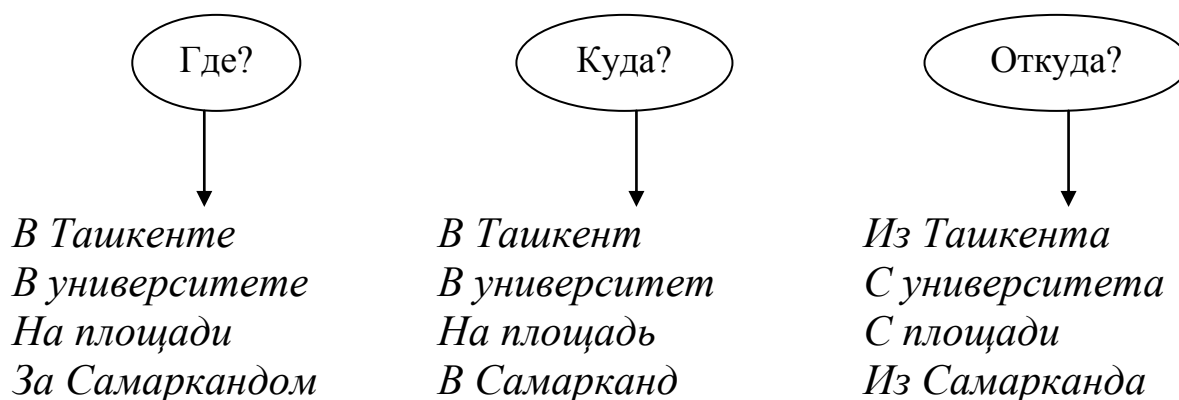 Где? Куда? Откуда?
В Ташкенте В Ташкент Из Ташкента
В университете В университет С университета
На площади На площадь С площади
За Самаркандом В Самарканд Из Самарканда